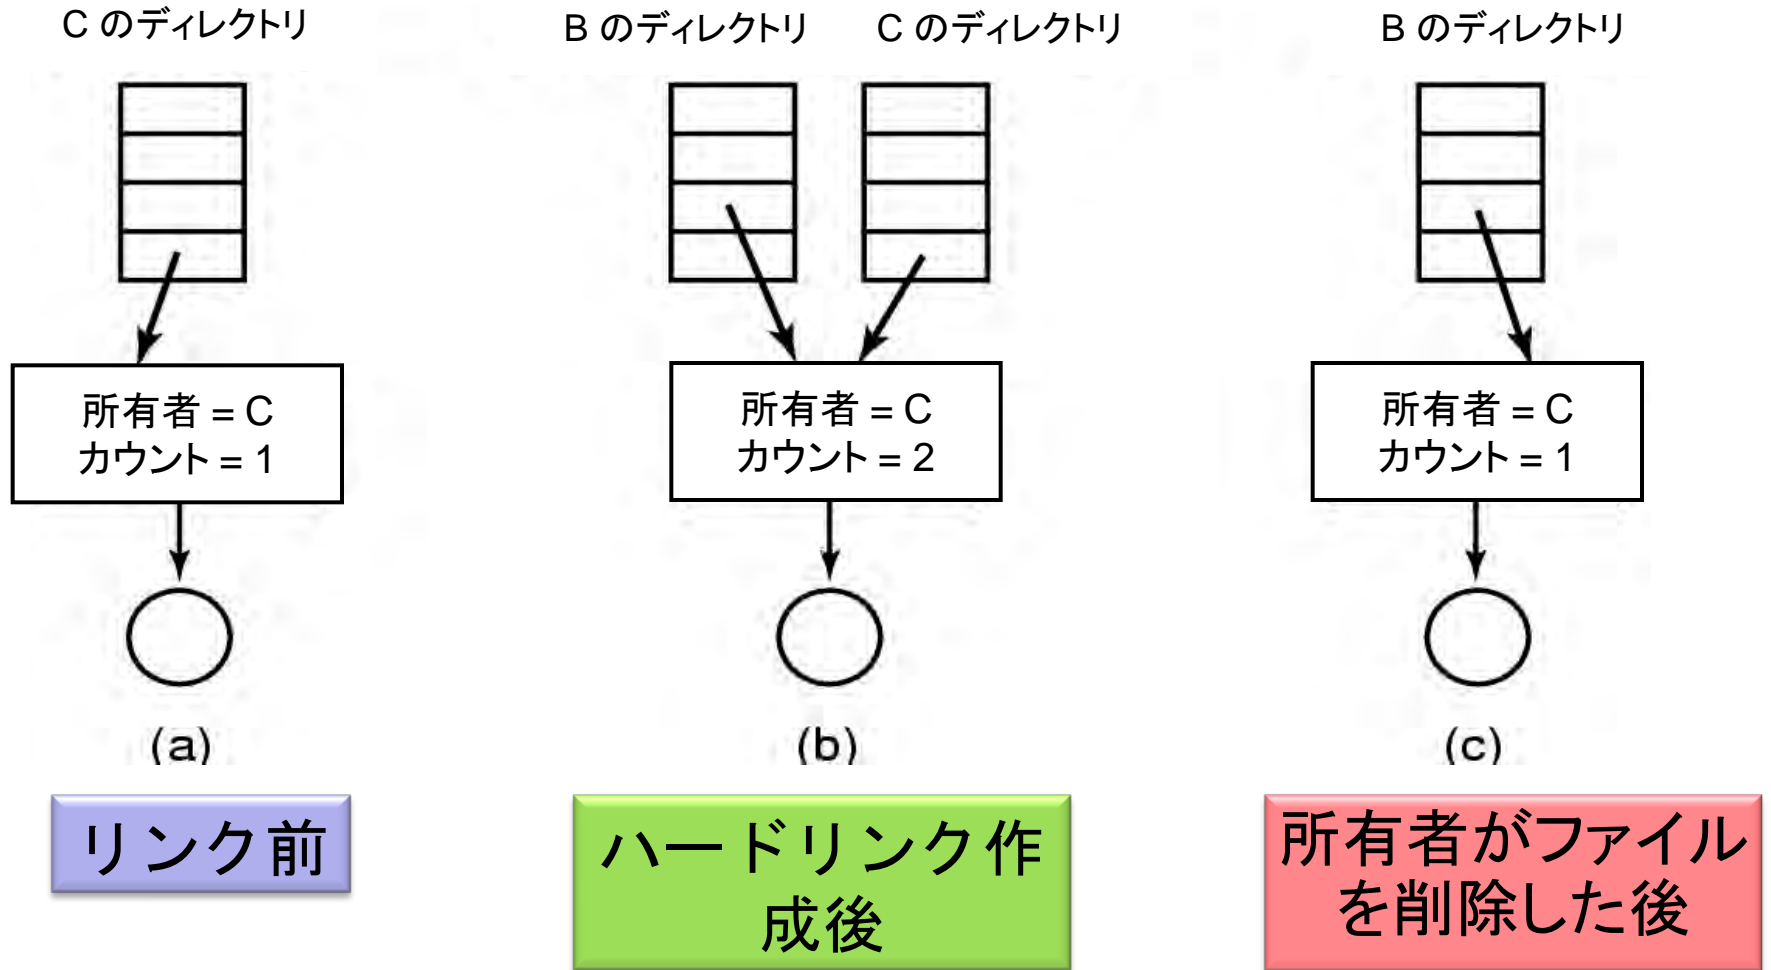 C のディレクトリ
B のディレクトリ
C のディレクトリ
B のディレクトリ
所有者 = C
カウント = 1
所有者 = C
カウント = 2
所有者 = C
カウント = 1
(a)
(b)
(c)
リンク前
ハードリンク作
成後
所有者がファイル
を削除した後